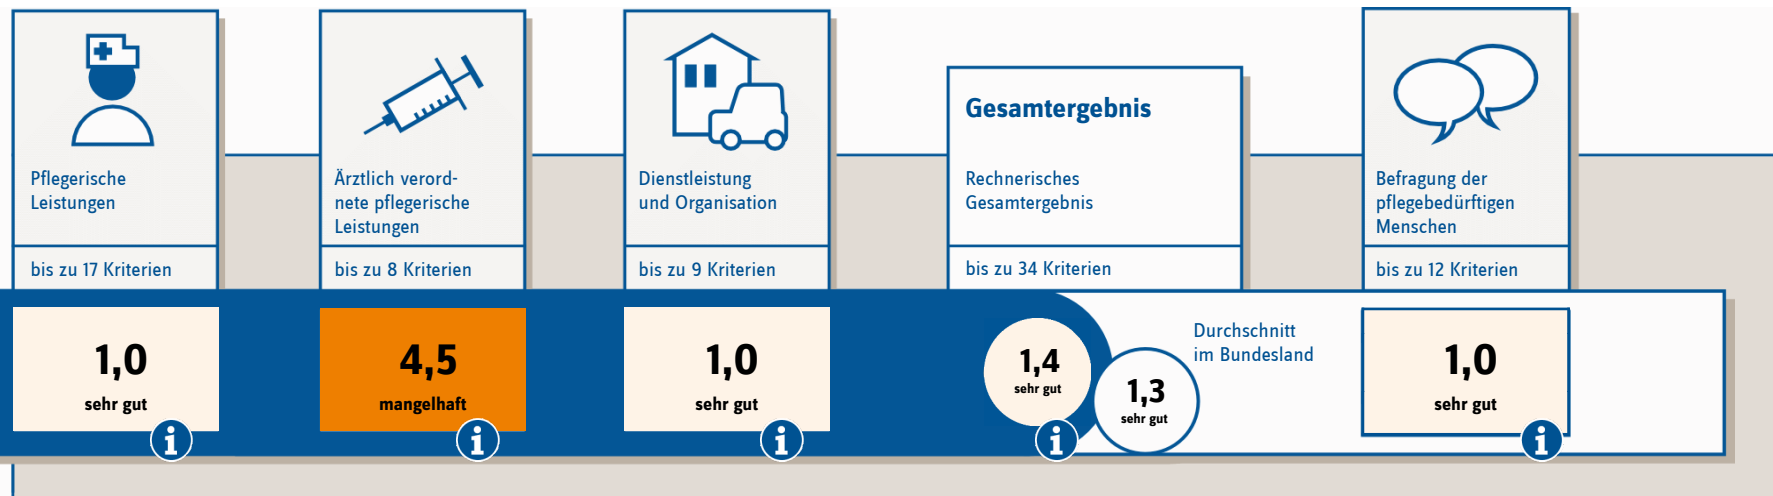 Pflegerische
Leistungen
bis zu 17 Kriterien
1,0
sehr gut
i
Ärztlich verord-
nete pflegerische
Leistungen
bis zu 8 Kriterien
4,5
mangelhaft
i
Dienstleistung
und Organisation
bis zu 9 Kriterien
1,0
sehr gut
i
Gesamtergebnis
Rechnerisches
Gesamtergebnis
bis zu 34 Kriterien
1,4
sehr gut
i
1,3
sehr gut
Durchschnitt
im Bundesland
Befragung der
pflegebedürftigen
Menschen
bis zu 12 Kriterien
1,0
sehr gut
i